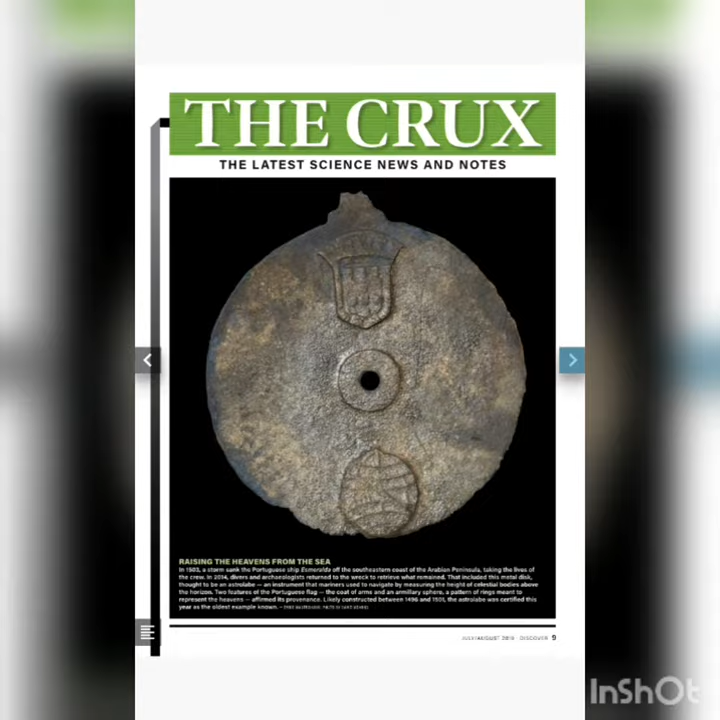 THE CRUX
THE LATEST SCIENCE NEWS AND NOTES
RAISING THE HEAVENS FROM THE SEA
In 1503, a storm sank the Portuguese ship Esmeralda off the southeastern coast of the Arabian Peninsula, taking the lives of
the crew. In 2014, divers and archaeologists returned to the wreck to retrieve what remained. That included this metal disk,
thought to be an astrolabe — an instrument that mariners used to navigate by measuring the height of celestial bodies above
the horizon. Two features of the Portuguese flag — the coat of arms and an armillary sphere, a pattern of rings meant to
represent the heavens — affirmed its provenance. Likely constructed between 1496 and 1501, the astrolabe was certified this
year as the oldest example known.
JULY/AUGUST 2019 · DISCOVER 9
InShOt